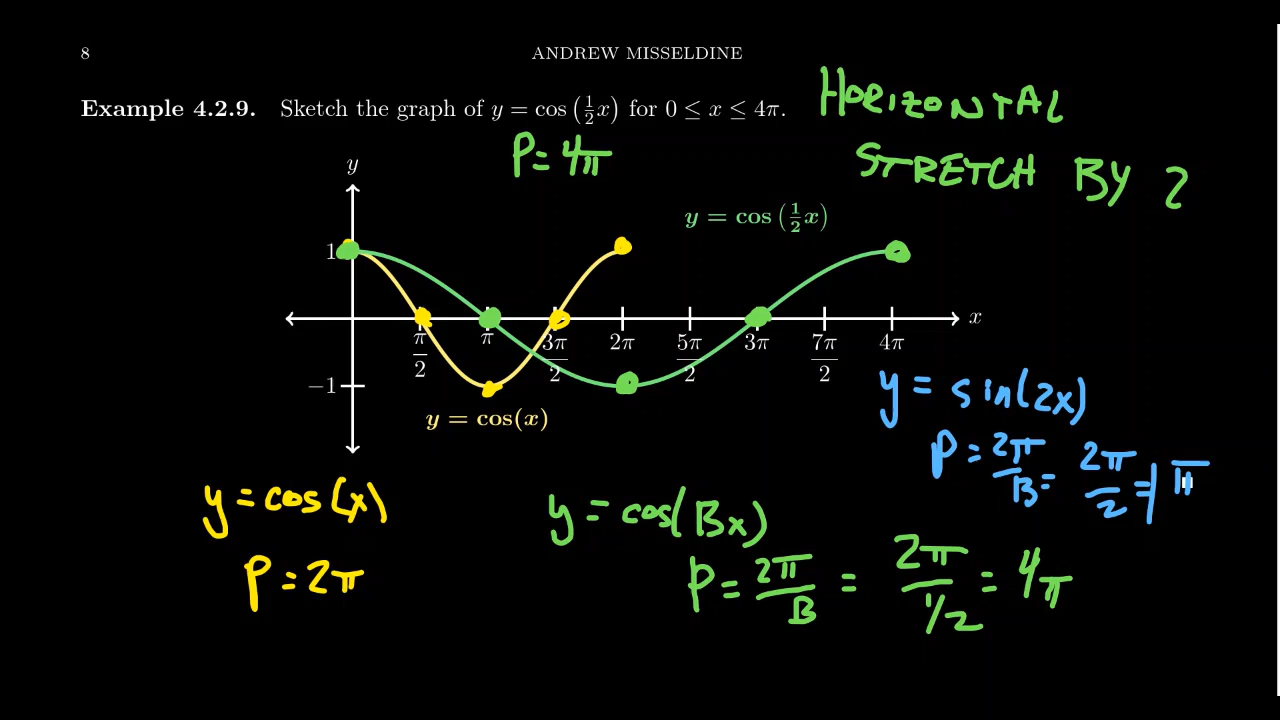 8
ANDREW MISSELDINE
Example 4.2.9. Sketch the graph of y = cos (½x) for 0 ≤ x ≤ 4π.
HORIZONTAL
STRETCH BY 2
P = 4π
y
y = cos (½x)
1
x
π/2 π 3π/2 2π 5π/2 3π 7π/2 4π
−1
y = cos(x)
y = sin(2x)
P = 2π/B = 2π/2 = π
y = cos(x)
P = 2π
y = cos(Bx)
P = 2π/B = 2π/1/2 = 4π